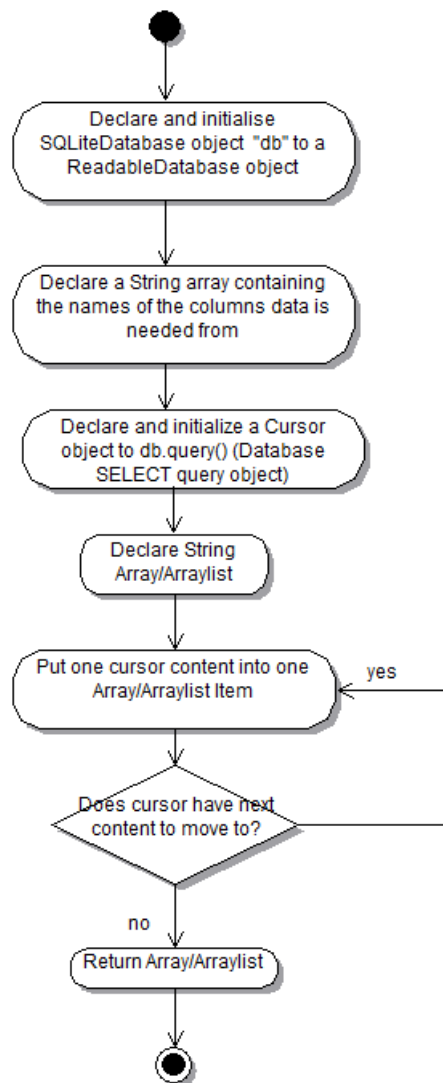 Declare and initialise
SQLiteDatabase object "db" to a
ReadableDatabase object
Declare a String array containing
the names of the columns data is
needed from
Declare and initialize a Cursor
object to db.query() (Database
SELECT query object)
Declare String
Array/Arraylist
Put one cursor content into one
Array/Arraylist Item
yes
Does cursor have next
content to move to?
no
Return Array/Arraylist